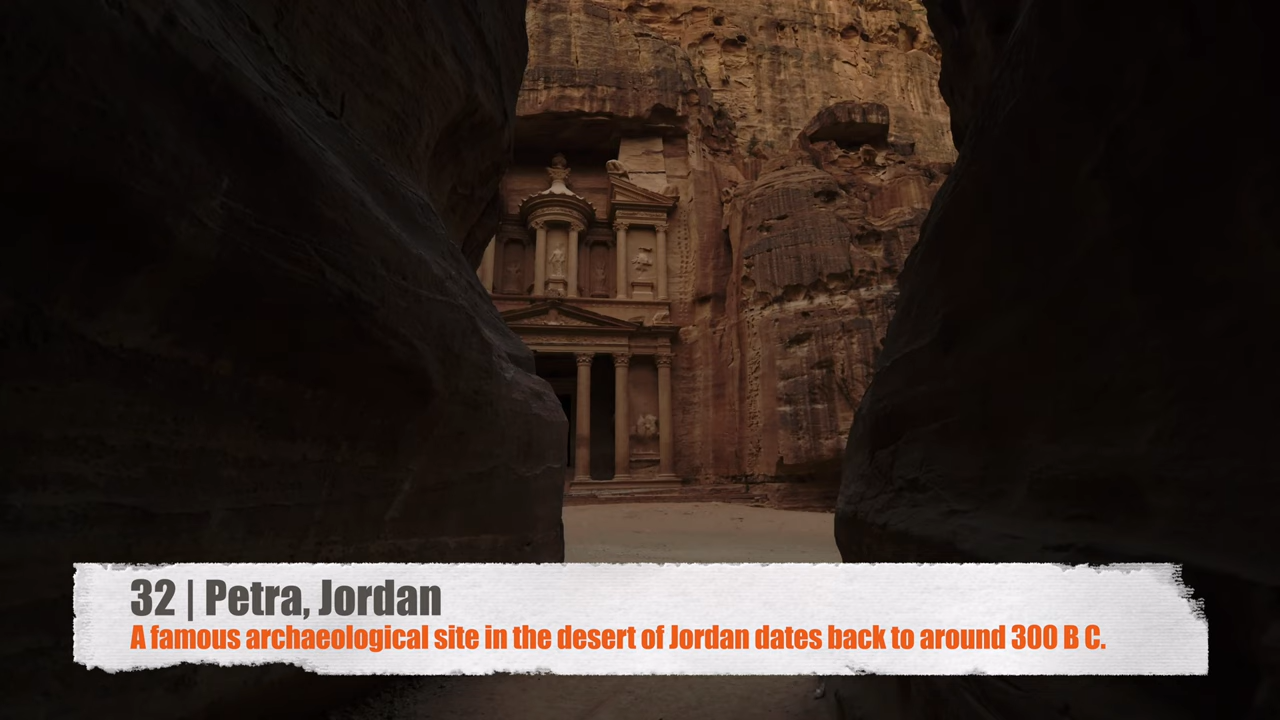 32 | Petra, Jordan
A famous archaeological site in the desert of Jordan dates back to around 300 B C.